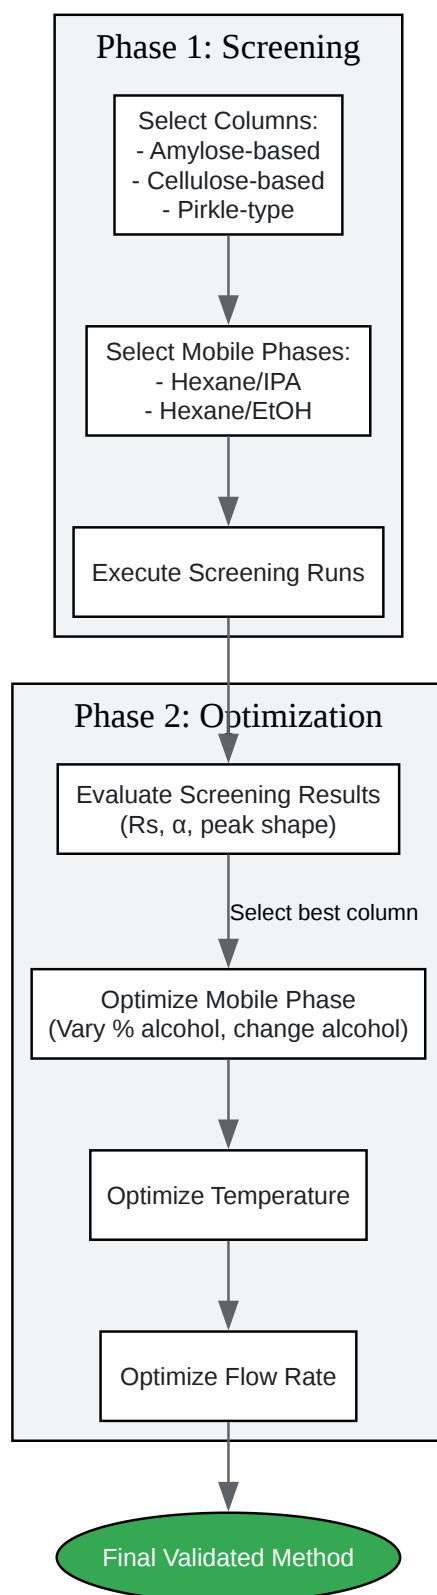 Phase 1: Screening
Select Columns:
- Amylose-based
- Cellulose-based
- Pirkle-type
Select Mobile Phases:
- Hexane/IPA
- Hexane/EtOH
Execute Screening Runs
Phase 2: Optimization
Evaluate Screening Results
(Rs, α, peak shape)
Select best column
Optimize Mobile Phase
(Vary % alcohol, change alcohol)
Optimize Temperature
Optimize Flow Rate
Final Validated Method